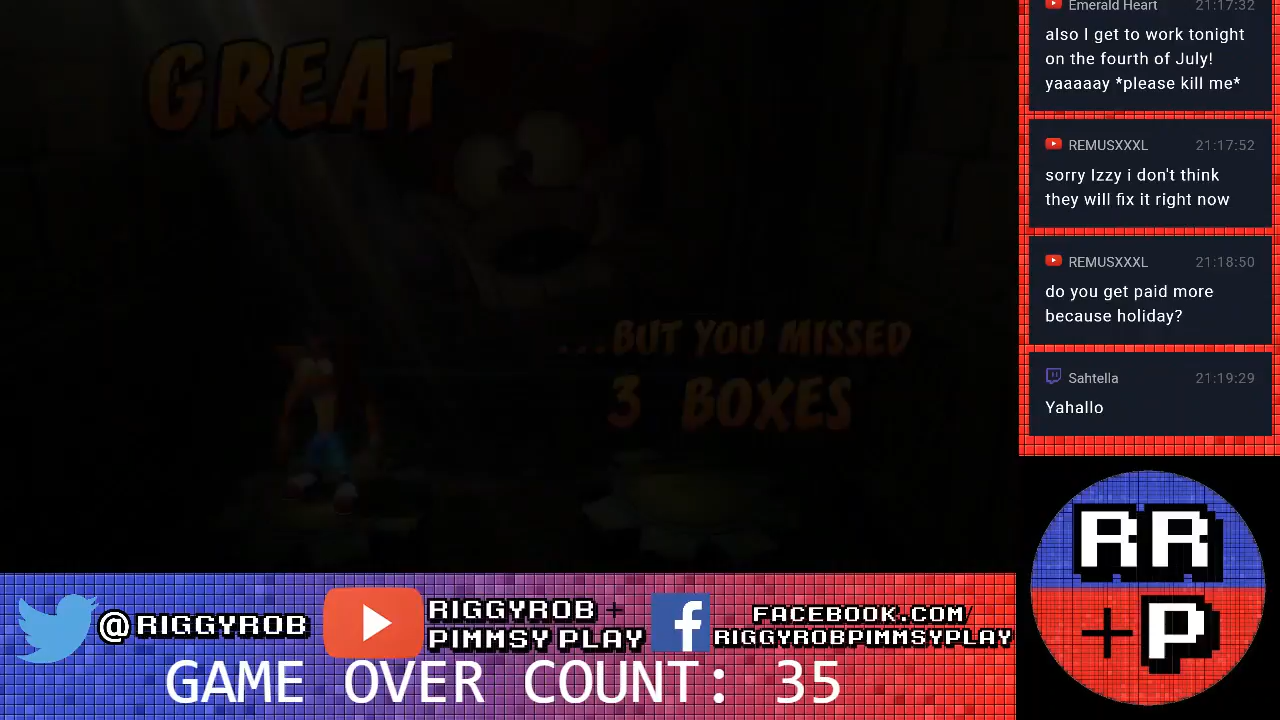 GREAT
...BUT YOU MISSED
3 BOXES
Emerald Heart 21:17:32
also I get to work tonight
on the fourth of July!
yaaaaay *please kill me*
REMUSXXXL 21:17:52
sorry Izzy i don't think
they will fix it right now
REMUSXXXL 21:18:50
do you get paid more
because holiday?
Sahtella 21:19:29
Yahallo
RR
+P
@RIGGYROB
RIGGYROB +
PIMMSY PLAY
FACEBOOK.COM/
RIGGYROBPIMMSYPLAY
GAME OVER COUNT: 35